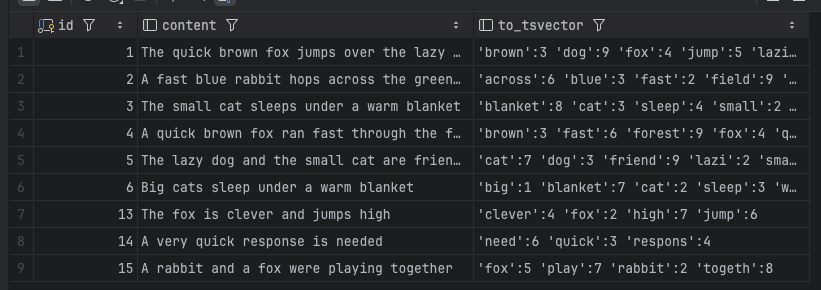 id content to_tsvector
1 1 The quick brown fox jumps over the lazy … 'brown':3 'dog':9 'fox':4 'jump':5 'lazi…
2 2 A fast blue rabbit hops across the green… 'across':6 'blue':3 'fast':2 'field':9 '…
3 3 The small cat sleeps under a warm blanket 'blanket':8 'cat':3 'sleep':4 'small':2 …
4 4 A quick brown fox ran fast through the f… 'brown':3 'fast':6 'forest':9 'fox':4 'q…
5 5 The lazy dog and the small cat are frien… 'cat':7 'dog':3 'friend':9 'lazi':2 'sma…
6 6 Big cats sleep under a warm blanket 'big':1 'blanket':7 'cat':2 'sleep':3 'w…
7 13 The fox is clever and jumps high 'clever':4 'fox':2 'high':7 'jump':6
8 14 A very quick response is needed 'need':6 'quick':3 'respons':4
9 15 A rabbit and a fox were playing together 'fox':5 'play':7 'rabbit':2 'togeth':8